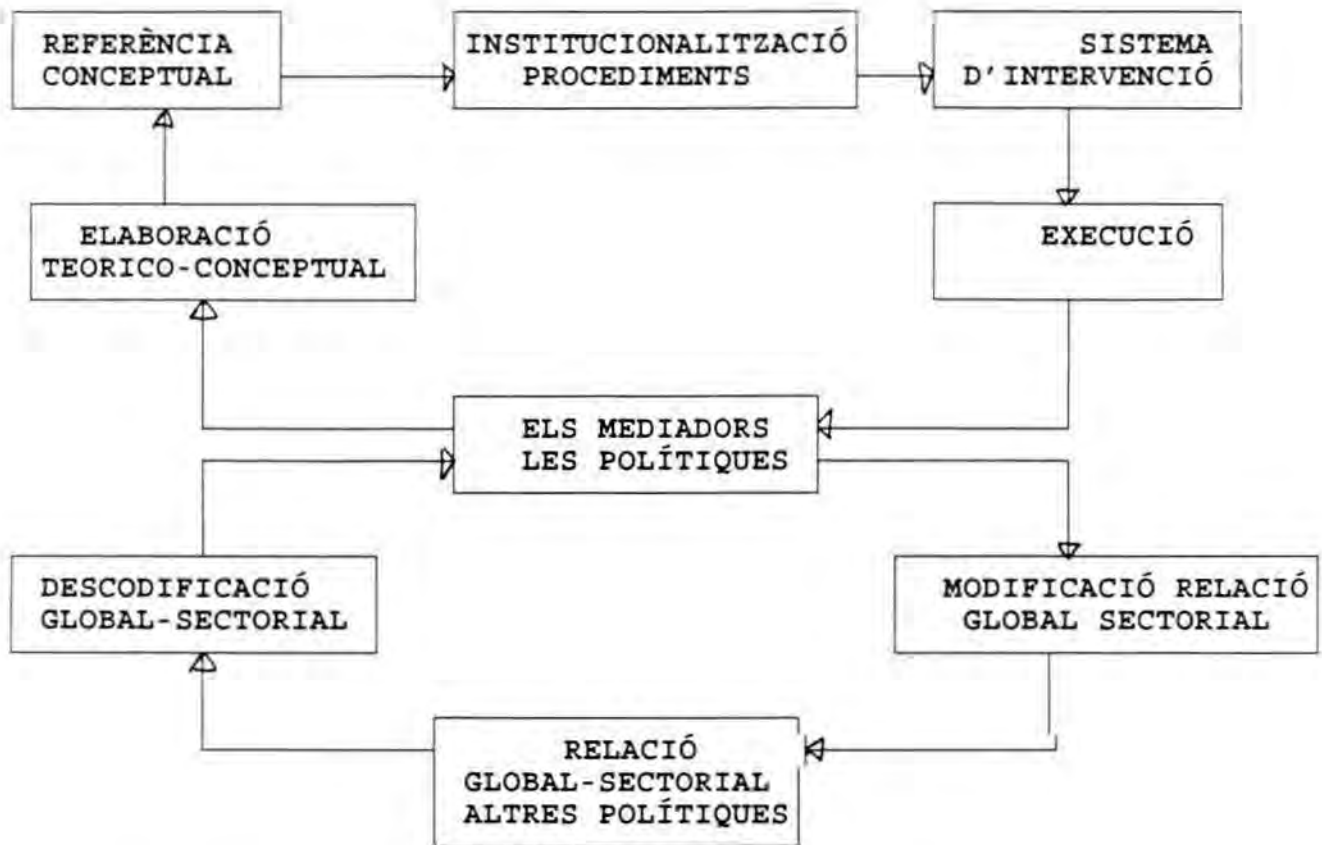 REFERÈNCIA
CONCEPTUAL
INSTITUCIONALITZACIÓ
PROCEDIMENTS
SISTEMA
D'INTERVENCIÓ
ELABORACIÓ
TEORICO-CONCEPTUAL
EXECUCIÓ
ELS MEDIADORS
LES POLÍTIQUES
DESCODIFICACIÓ
GLOBAL-SECTORIAL
MODIFICACIÓ RELACIÓ
GLOBAL SECTORIAL
RELACIÓ
GLOBAL-SECTORIAL
ALTRES POLÍTIQUES